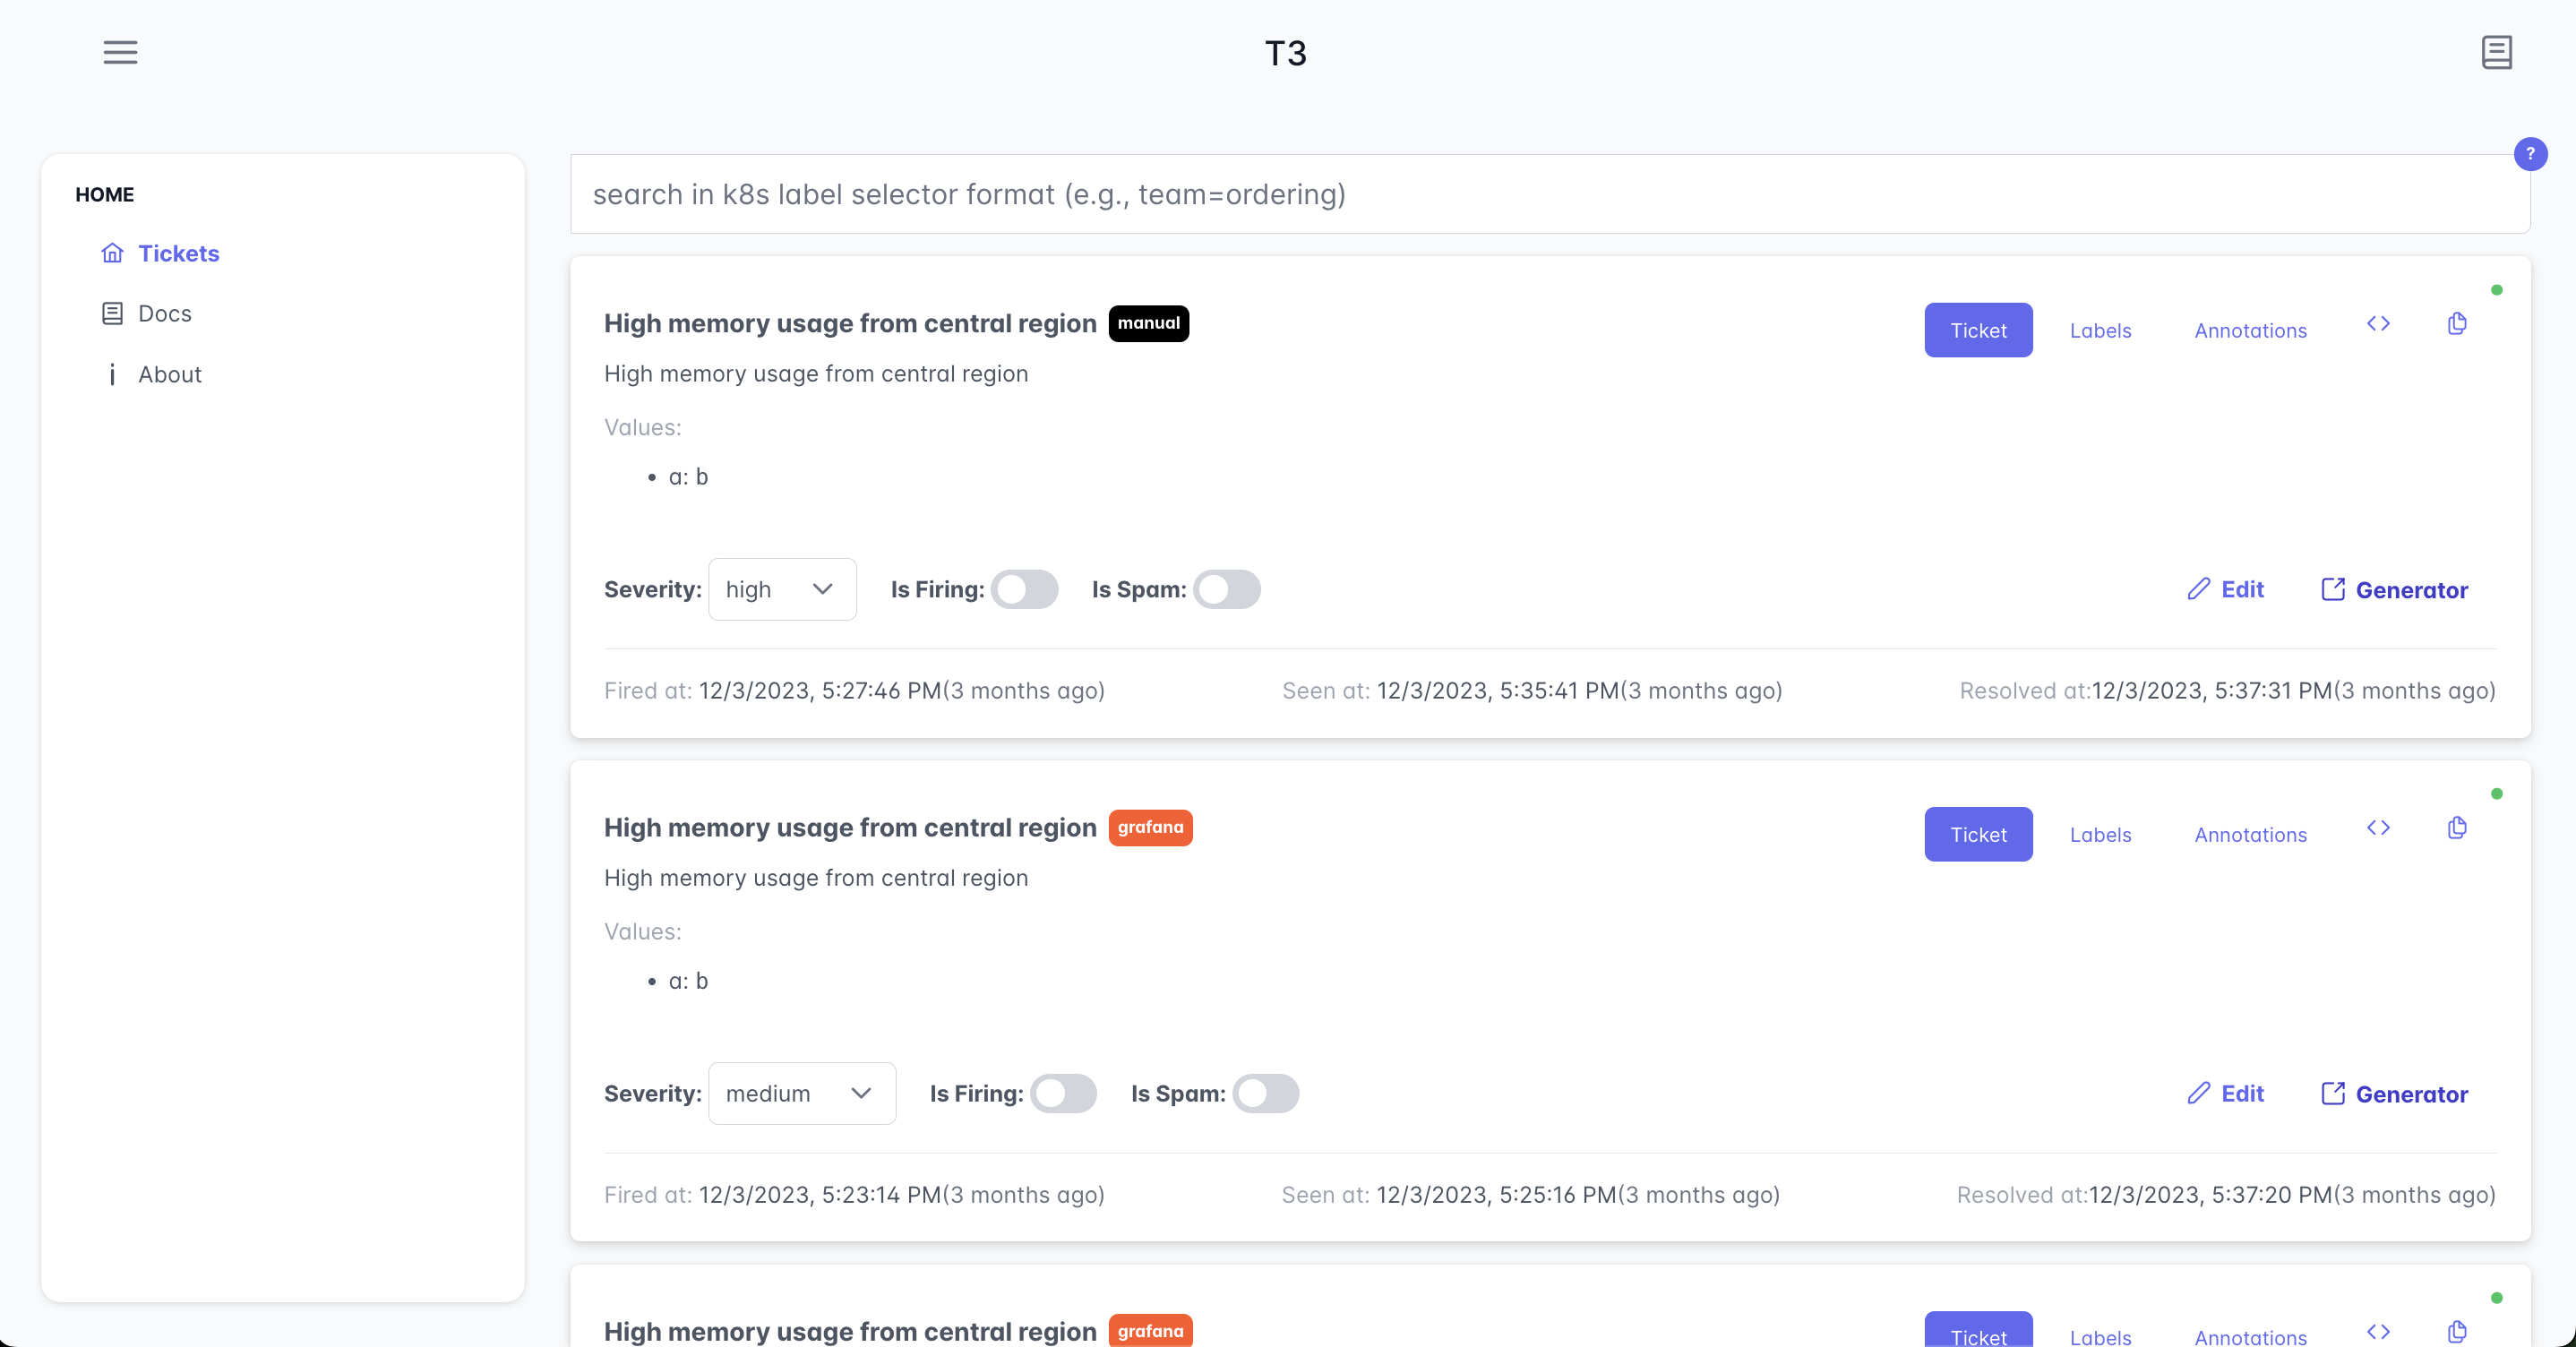 T3
HOME
Tickets
Docs
About
?
search in k8s label selector format (e.g., team=ordering)
High memory usage from central region manual
Ticket Labels Annotations
High memory usage from central region
Values:
• a: b
Severity: high Is Firing: Is Spam: Edit Generator
Fired at: 12/3/2023, 5:27:46 PM(3 months ago) Seen at: 12/3/2023, 5:35:41 PM(3 months ago) Resolved at:12/3/2023, 5:37:31 PM(3 months ago)
High memory usage from central region grafana
Ticket Labels Annotations
High memory usage from central region
Values:
• a: b
Severity: medium Is Firing: Is Spam: Edit Generator
Fired at: 12/3/2023, 5:23:14 PM(3 months ago) Seen at: 12/3/2023, 5:25:16 PM(3 months ago) Resolved at:12/3/2023, 5:37:20 PM(3 months ago)
High memory usage from central region grafana
Ticket Labels Annotations